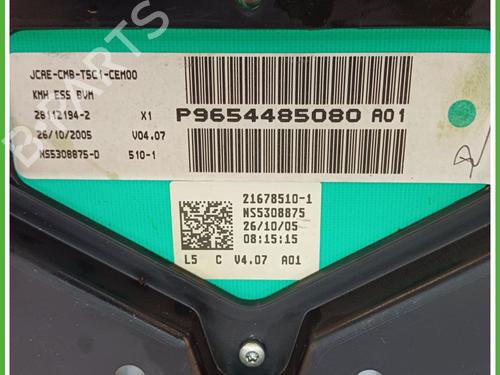 B-PARTS
JCAE-CMB-T5C1-CEM00
KMH ESS BVM
28112194-2 X1
26/10/2005 V04.07
NS5308875-D 510-1
P9654485080 A01
21678510-1
NS5308875
26/10/05
08:15:15
L5 C V4.07 A01